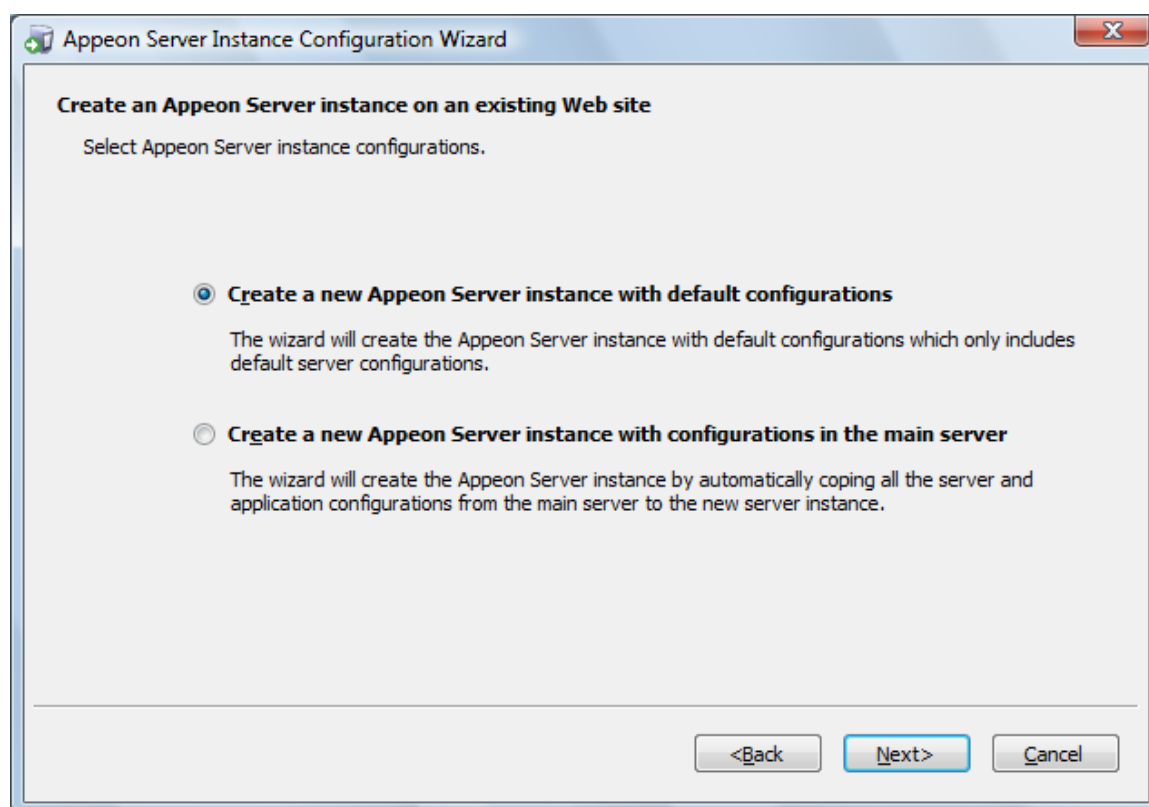 Appeon Server Instance Configuration Wizard
Create an Appeon Server instance on an existing Web site
Select Appeon Server instance configurations.
Create a new Appeon Server instance with default configurations
The wizard will create the Appeon Server instance with default configurations which only includes
default server configurations.
Create a new Appeon Server instance with configurations in the main server
The wizard will create the Appeon Server instance by automatically coping all the server and
application configurations from the main server to the new server instance.
<Back Next> Cancel